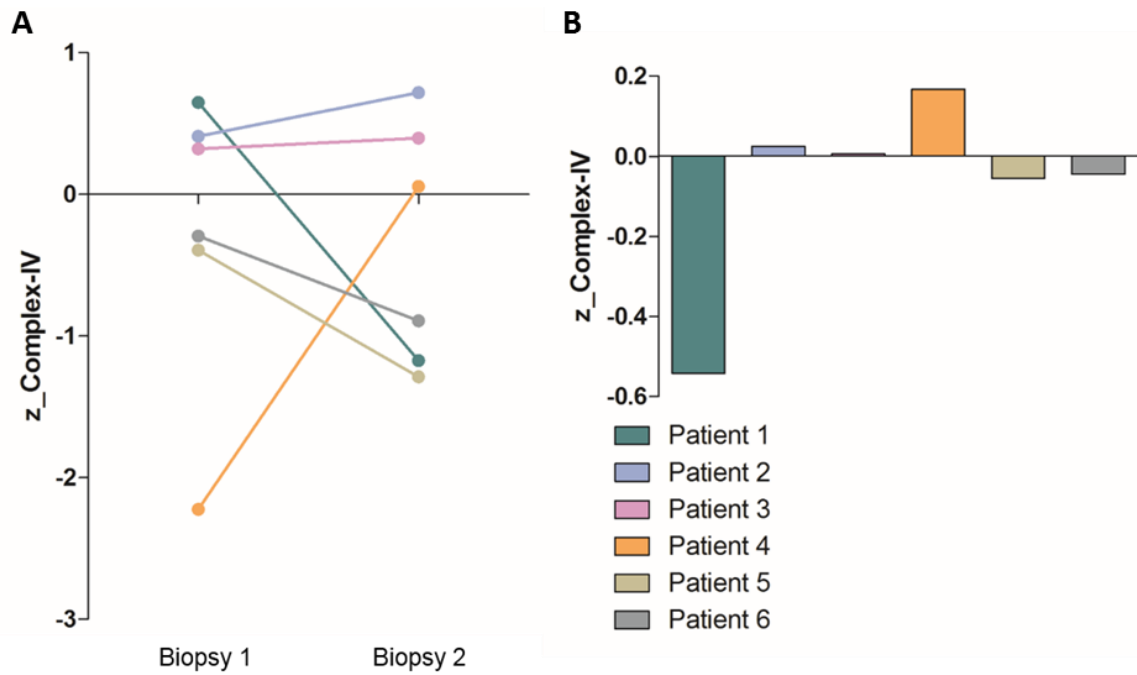 A
1
0
-1
-2
-3
z_Complex-IV
Biopsy 1
Biopsy 2
B
0.2
0.0
-0.2
-0.4
-0.6
z_Complex-IV
Patient 1
Patient 2
Patient 3
Patient 4
Patient 5
Patient 6